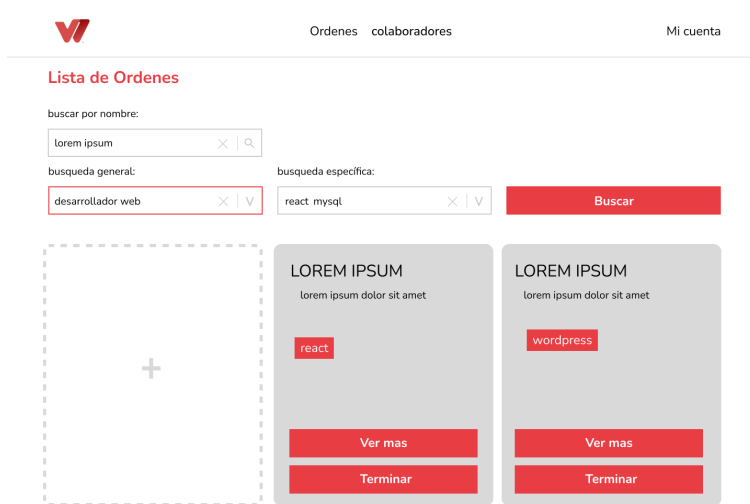 Ordenes colaboradores Mi cuenta
Lista de Ordenes
buscar por nombre:
lorem ipsum
busqueda general: busqueda específica:
desarrollador web react mysql Buscar
LOREM IPSUM LOREM IPSUM
lorem ipsum dolor sit amet lorem ipsum dolor sit amet
react wordpress
+
Ver mas Ver mas
Terminar Terminar